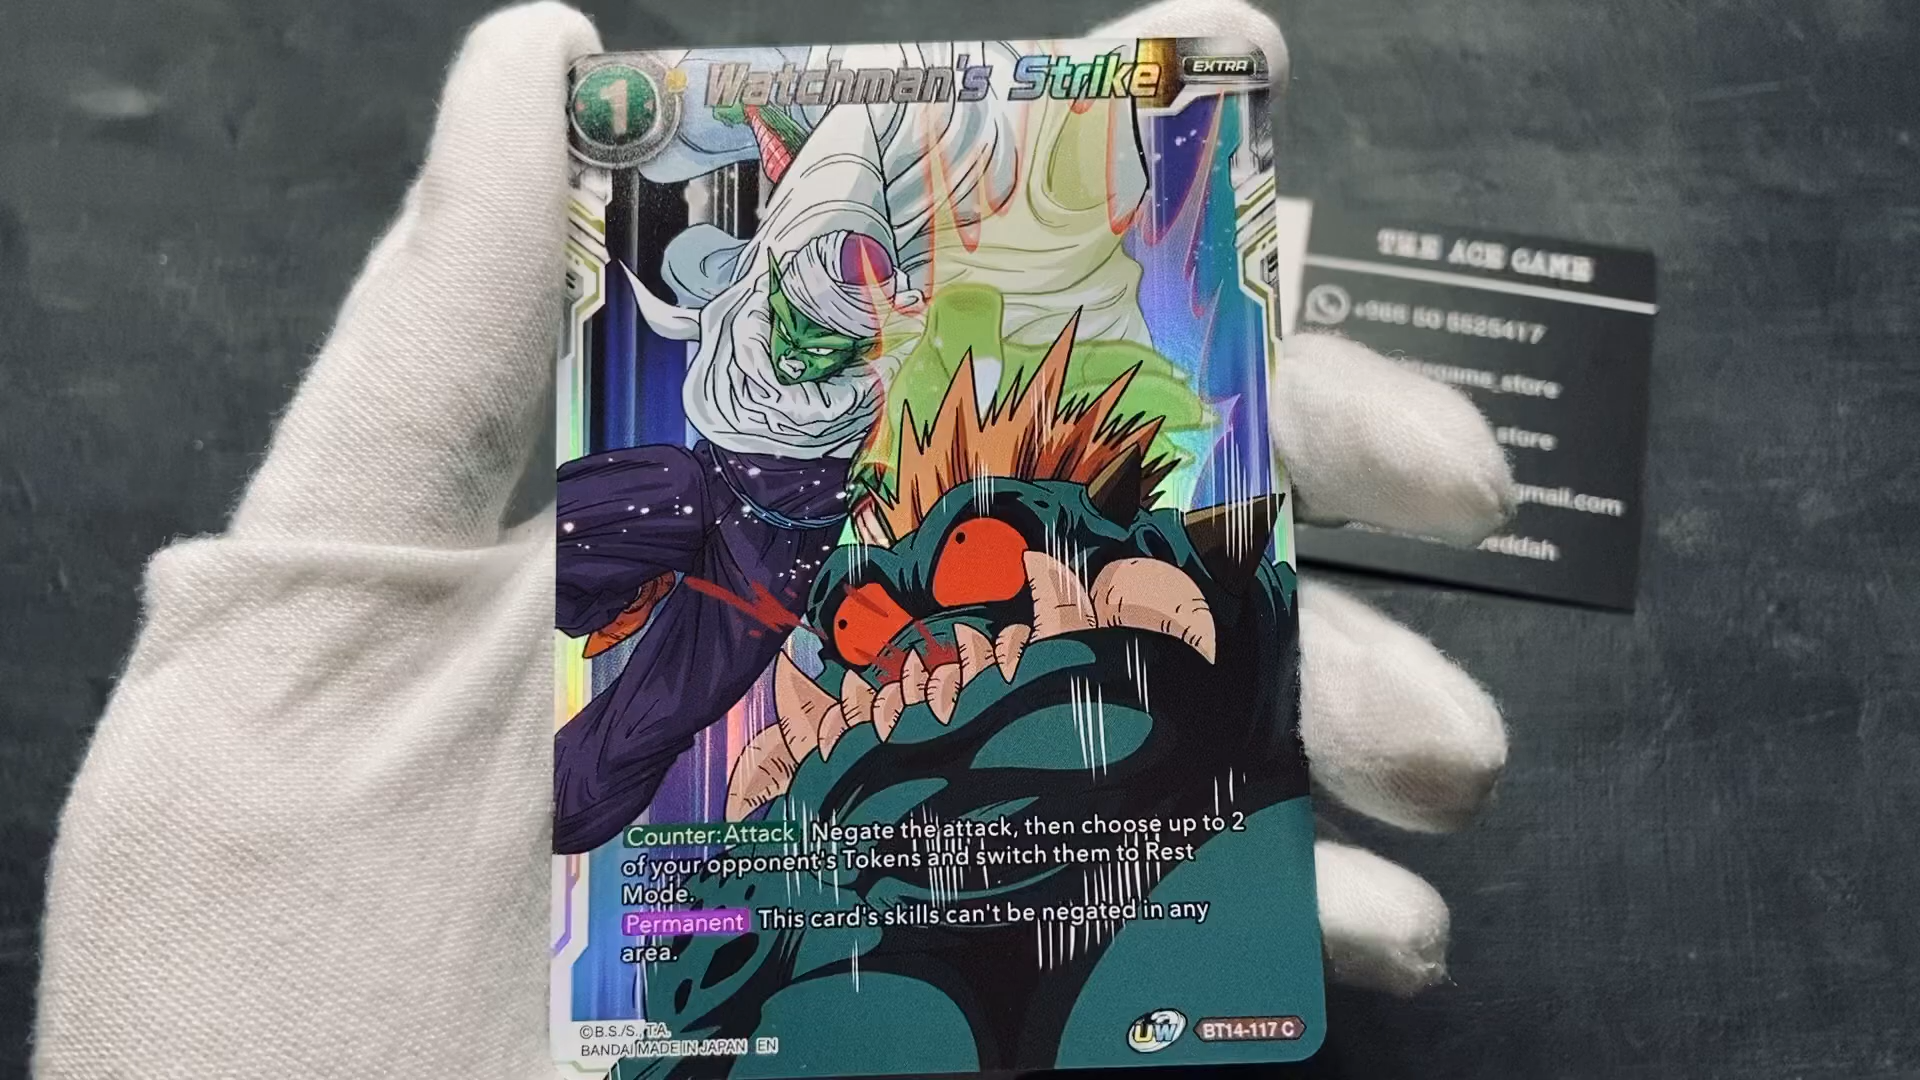 1
Watchman's Strike
EXTRA
Counter:Attack Negate the attack, then choose up to 2
of your opponent's Tokens and switch them to Rest
Mode.
Permanent This card's skills can't be negated in any
area.
©B.S./S., T.A.
BANDAI MADE IN JAPAN EN
UW
BT14-117 C
THE ACE GAME
50 5525417
store
store
gmail.com
eddah